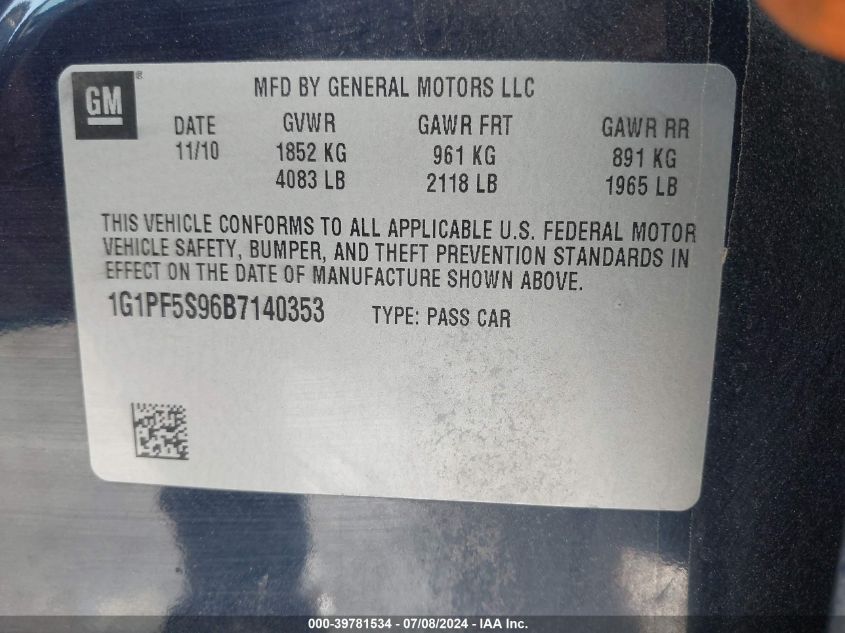 GM®
MFD BY GENERAL MOTORS LLC
DATE GVWR GAWR FRT GAWR RR
11/10 1852 KG 961 KG 891 KG
4083 LB 2118 LB 1965 LB
THIS VEHICLE CONFORMS TO ALL APPLICABLE U.S. FEDERAL MOTOR
VEHICLE SAFETY, BUMPER, AND THEFT PREVENTION STANDARDS IN
EFFECT ON THE DATE OF MANUFACTURE SHOWN ABOVE.
1G1PF5S96B7140353 TYPE: PASS CAR
000-39781534 - 07/08/2024 - IAA Inc.